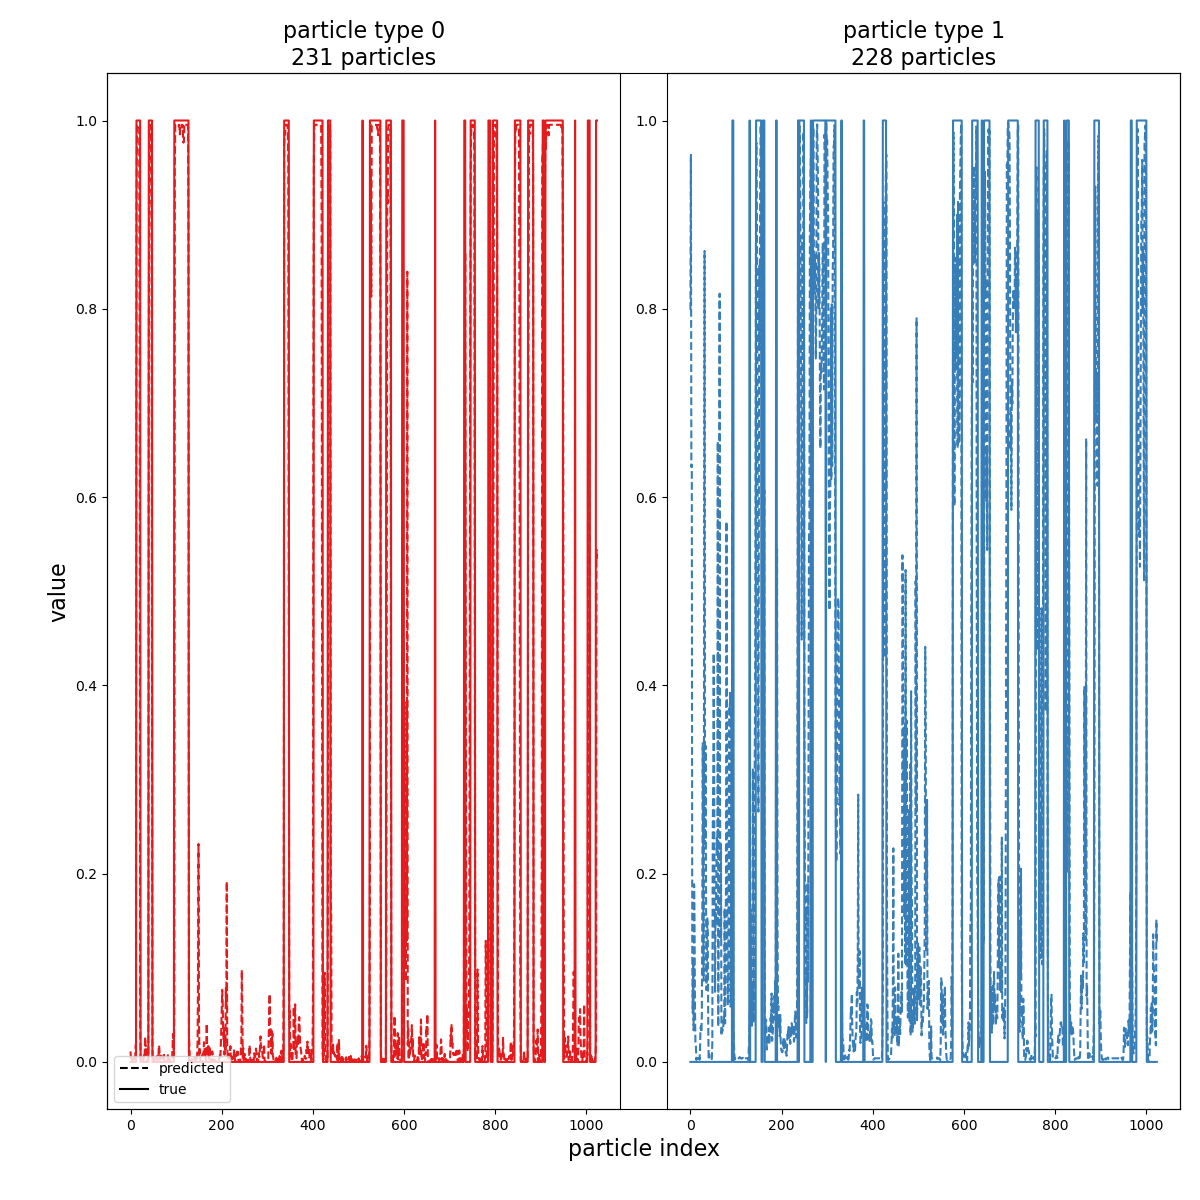 particle type 0
231 particles
particle type 1
228 particles
1.0
0.8
0.6
0.4
0.2
0.0
1.0
0.8
0.6
0.4
0.2
0.0
value
predicted
true
0 200 400 600 800 1000
0 200 400 600 800 1000
particle index